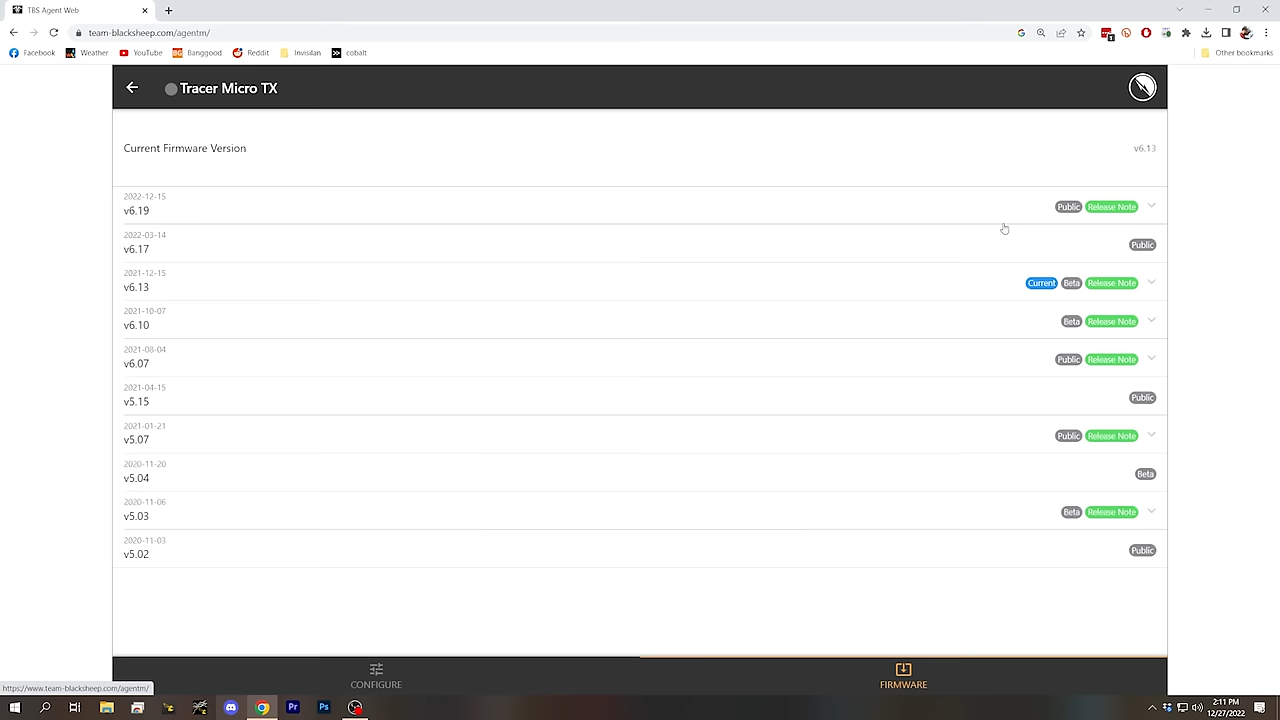 TBS Agent Web
team-blacksheep.com/agentm/
Facebook Weather YouTube Banggood Reddit Invisilan cobalt Other bookmarks
Tracer Micro TX
Current Firmware Version v6.13
2022-12-15
v6.19 Public Release Note
2022-03-14
v6.17 Public
2021-12-15
v6.13 Current Beta Release Note
2021-10-07
v6.10 Beta Release Note
2021-08-04
v6.07 Public Release Note
2021-04-15
v5.15 Public
2021-01-21
v5.07 Public Release Note
2020-11-20
v5.04 Beta
2020-11-06
v5.03 Beta Release Note
2020-11-03
v5.02 Public
CONFIGURE FIRMWARE
https://www.team-blacksheep.com/agentm/
2:11 PM
12/27/2022